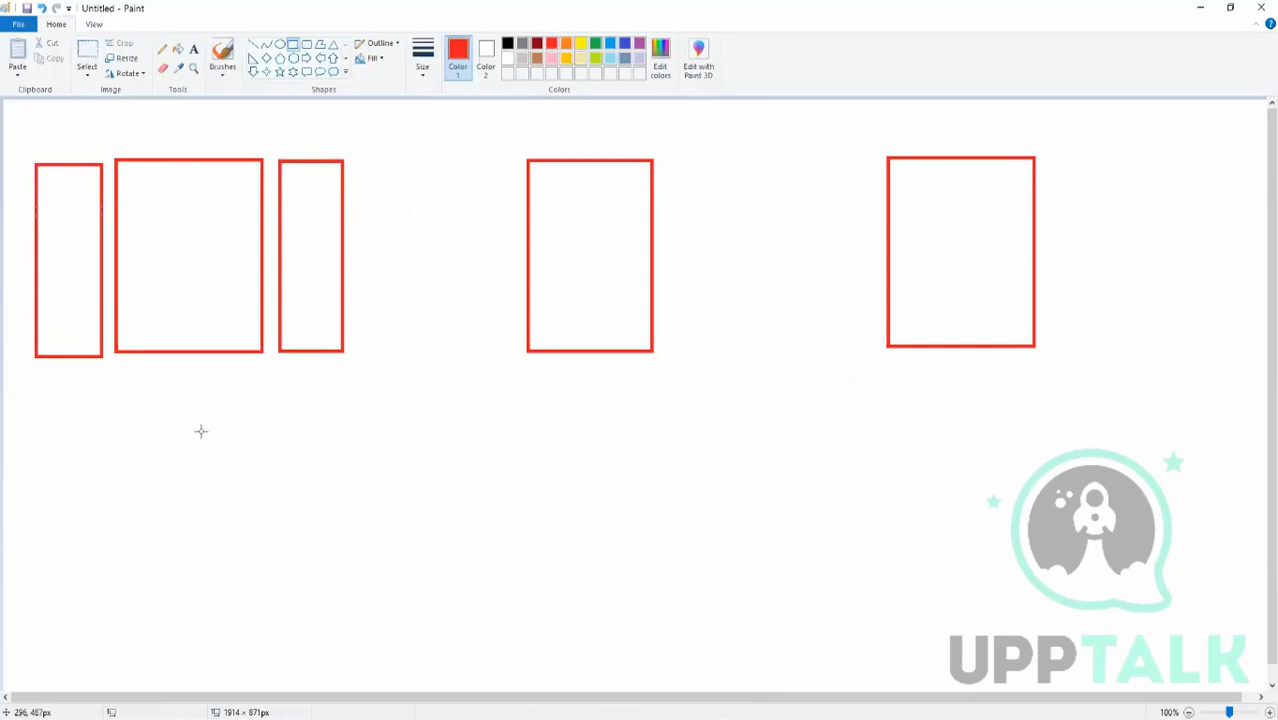 Untitled - Paint
File
Home
View
Paste
Cut
Copy
Clipboard
Select
Crop
Resize
Rotate
Image
A
Tools
Brushes
Shapes
Outline
Fill
Size
Color 1
Color 2
Edit colors
Edit with Paint 3D
Colors
UPPTALK
296, 487px
1914 × 871px
100%